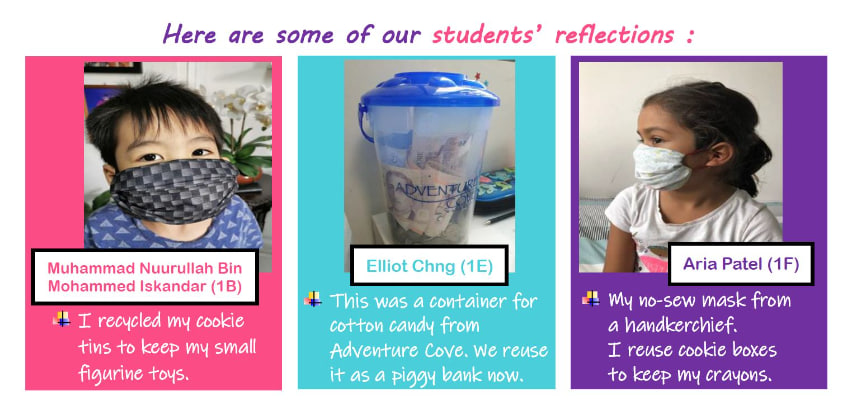 Here are some of our students' reflections :
Muhammad Nuurullah Bin
Mohammed Iskandar (1B)
I recycled my cookie
tins to keep my small
figurine toys.
ADVENTURE
COVE
Elliot Chng (1E)
This was a container for
cotton candy from
Adventure Cove. We reuse
it as a piggy bank now.
Aria Patel (1F)
My no-sew mask from
a handkerchief.
I reuse cookie boxes
to keep my crayons.